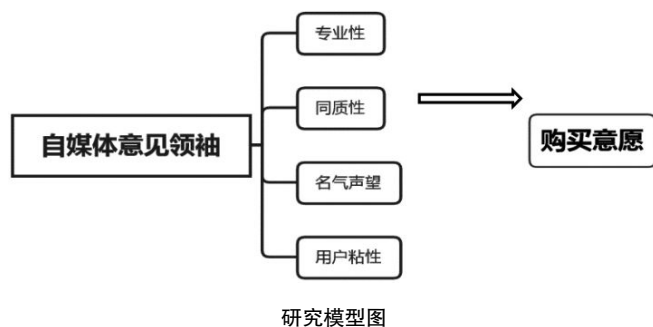 专业性
自媒体意见领袖
同质性
购买意愿
名气声望
用户粘性
研究模型图